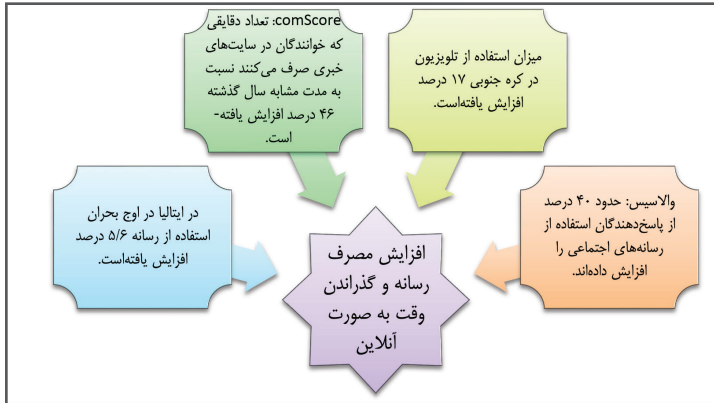 comScore: تعداد دقایقی
که خوانندگان در سایت‌های
خبری صرف می‌کنند نسبت
به مدت مشابه سال گذشته
۴۶ درصد افزایش یافته-
است.
میزان استفاده از تلویزیون
در کره جنوبی ۱۷ درصد
افزایش یافته‌است.
در ایتالیا در اوج بحران
استفاده از رسانه ۵/۶ درصد
افزایش یافته‌است.
والاسیس: حدود ۴۰ درصد
از پاسخ‌دهندگان استفاده از
رسانه‌های اجتماعی را
افزایش داده‌اند.
افزایش مصرف
رسانه و گذراندن
وقت به صورت
آنلاین